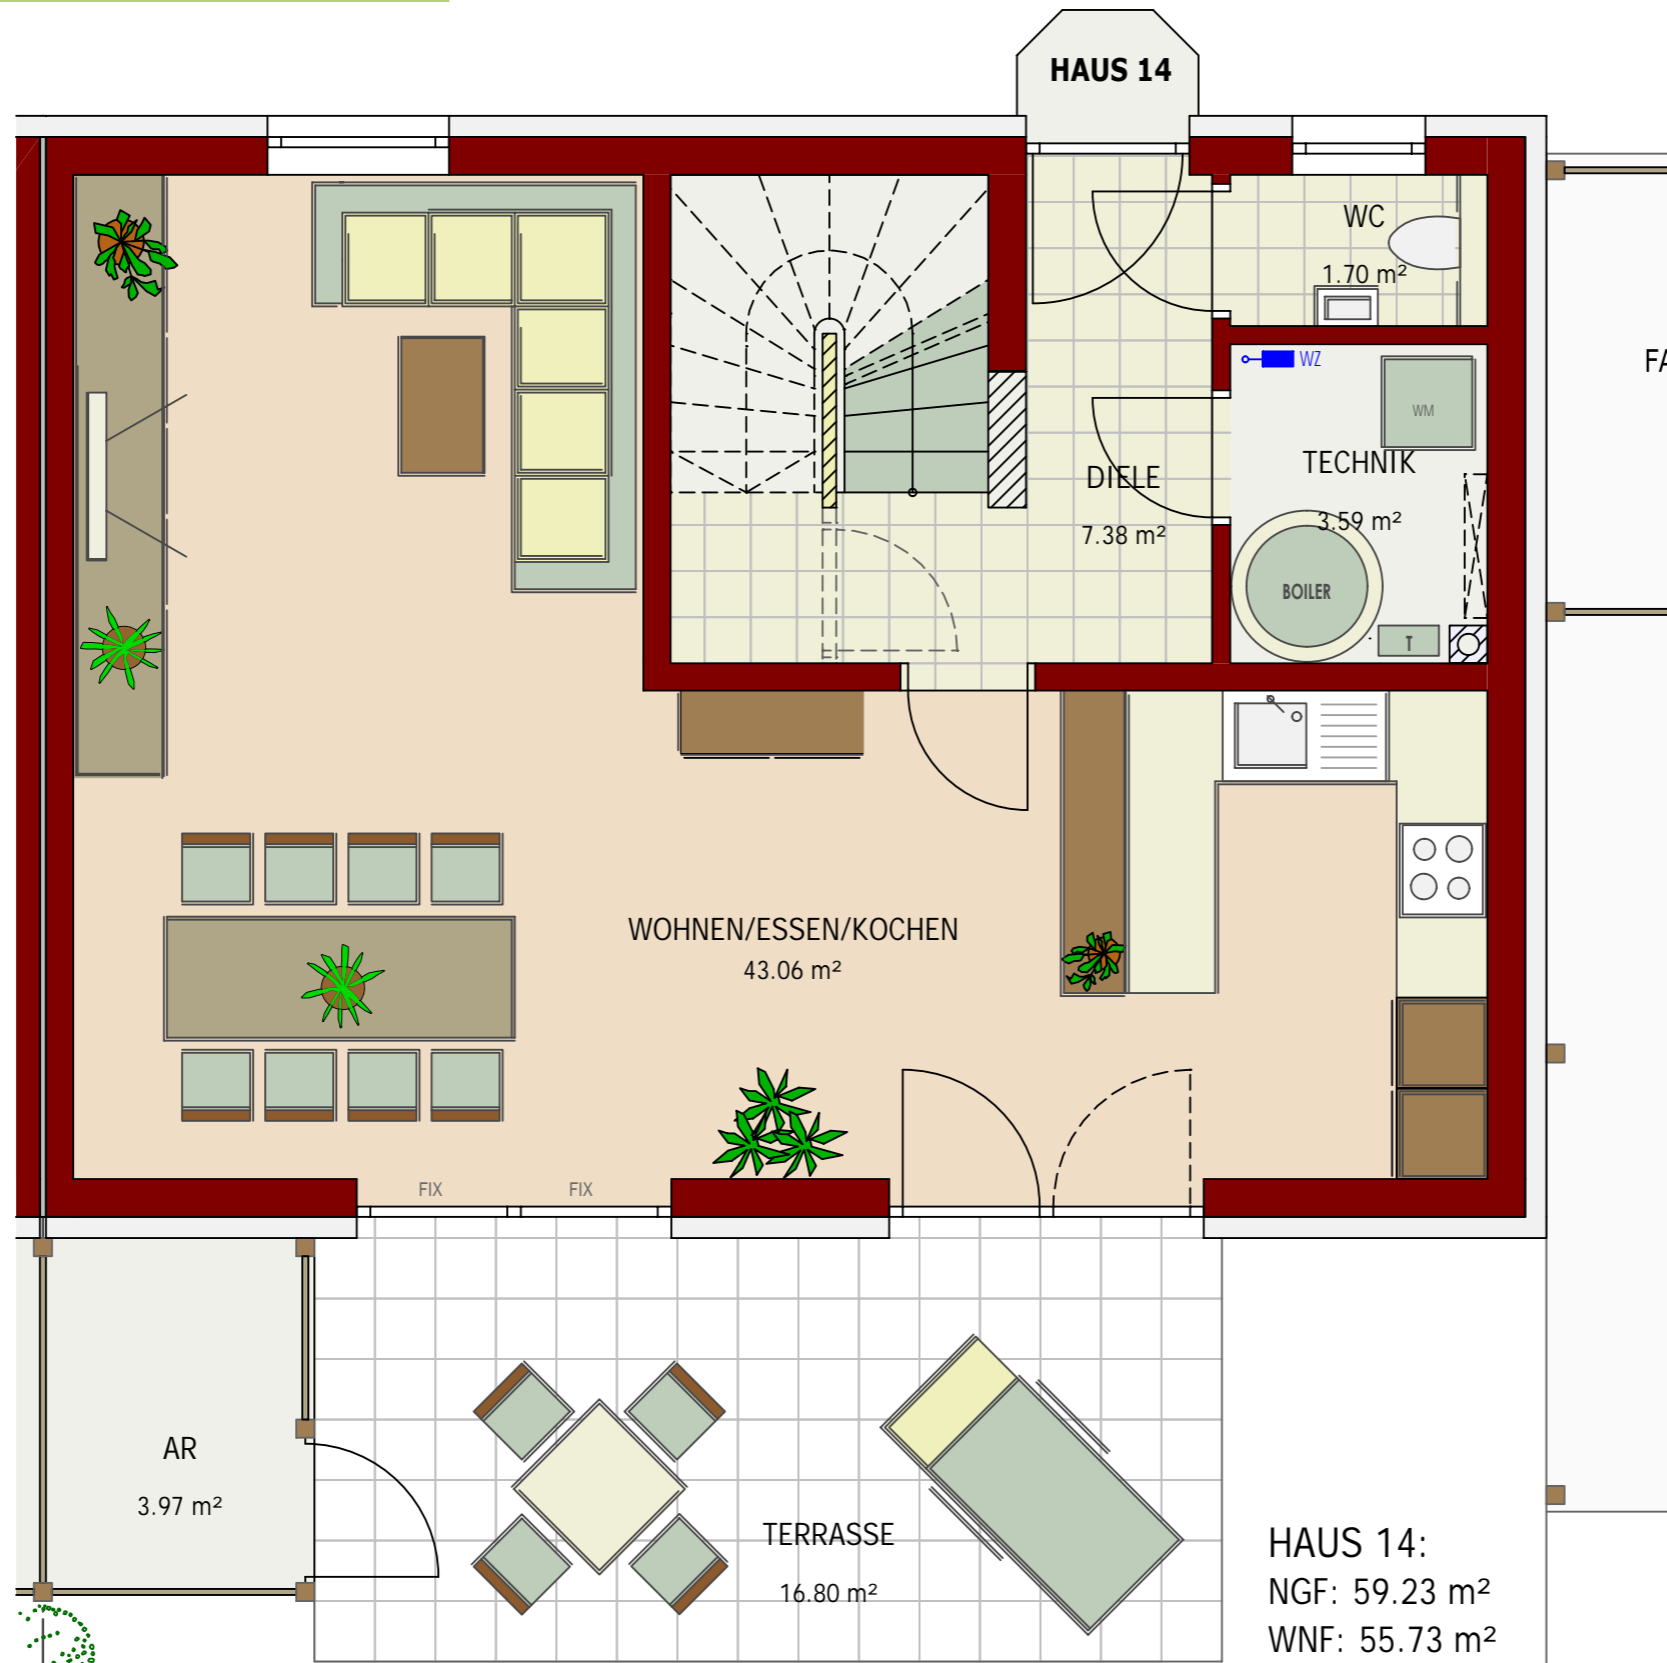 HAUS 14
WC
1.70 m²
WZ
WM
FA
TECHNIK
3.59 m²
DIELE
7.38 m²
BOILER
T
WOHNEN/ESSEN/KOCHEN
43.06 m²
FIX
FIX
AR
3.97 m²
TERRASSE
16.80 m²
HAUS 14:
NGF: 59.23 m²
WNF: 55.73 m²